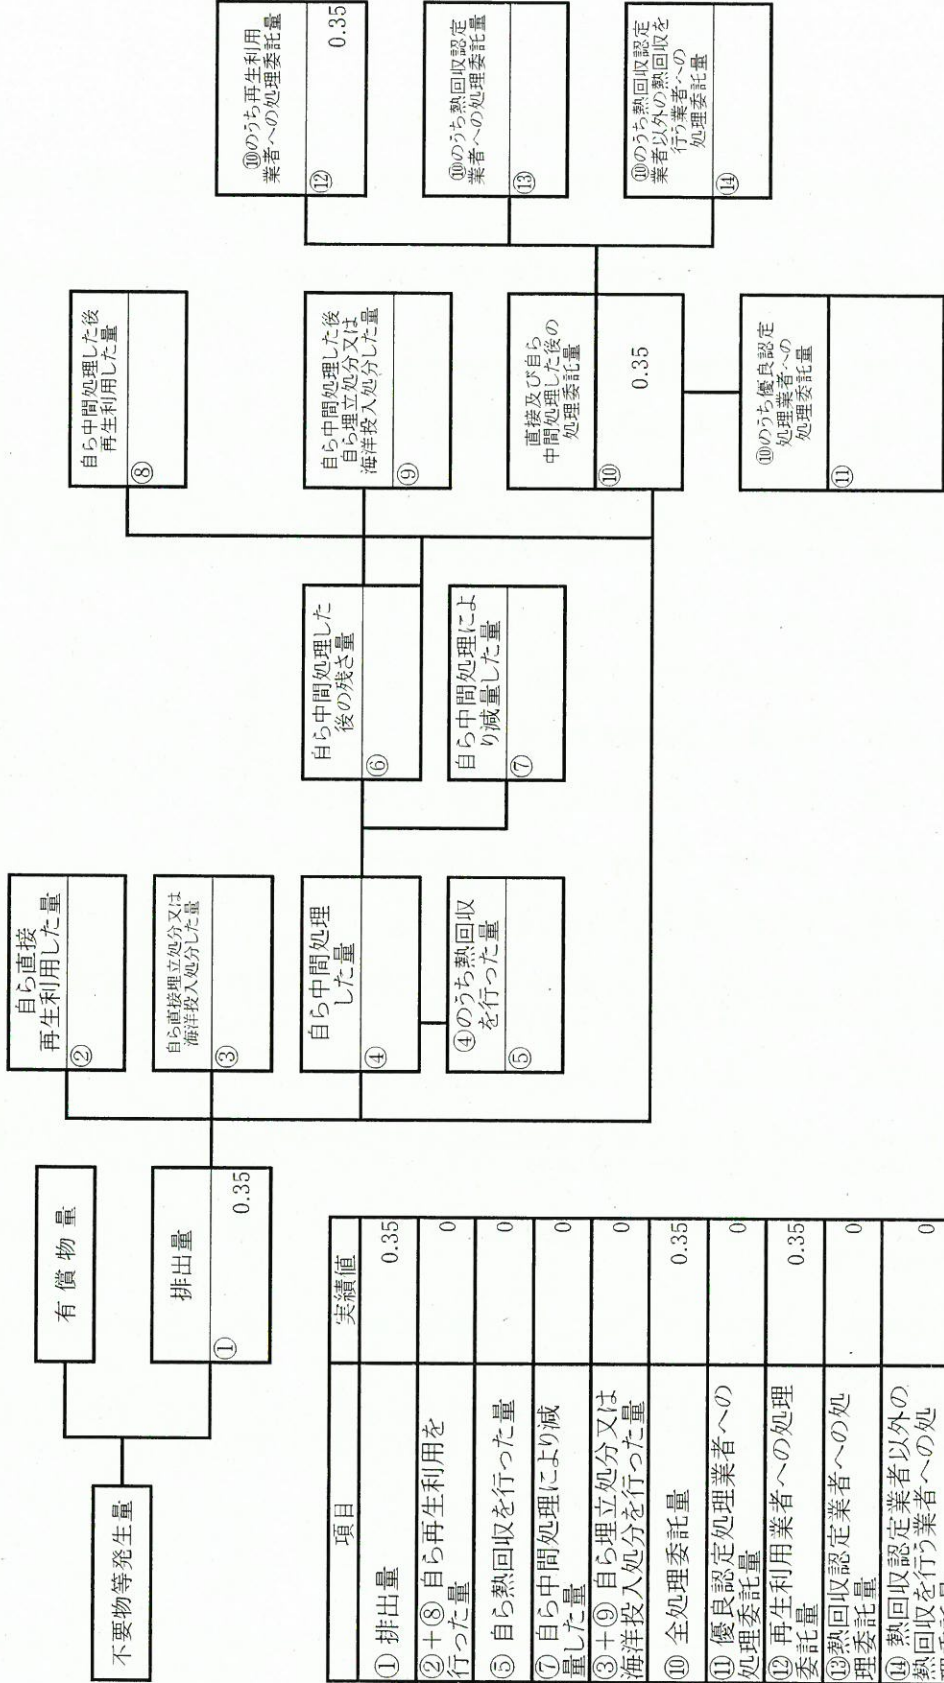 不要物等発生量
有償物量
排出量
①
0.35
自ら直接
再生利用した量
②
自ら直接埋立処分又は
海洋投入処分した量
③
自ら中間処理
した量
④
④のうち熱回収
を行った量
⑤
自ら中間処理した
後の残さ量
⑥
自ら中間処理によ
り減量した量
⑦
自ら中間処理した後
再生利用した量
⑧
自ら中間処理した後
自ら埋立処分又は
海洋投入処分した量
⑨
直接及び自ら
中間処理した後の
処理委託量
⑩
0.35
⑩のうち優良認定
処理業者への
処理委託量
⑪
⑩のうち再生利用
業者への処理委託量
⑫
0.35
⑩のうち熱回収認定
業者への処理委託量
⑬
⑩のうち熱回収認定
業者以外の熱回収を
行う業者への
処理委託量
⑭
項目 実績値
① 排出量 0.35
②+⑧ 自ら再生利用を
行った量 0
⑤ 自ら熱回収を行った量 0
⑦ 自ら中間処理により減
量した量 0
③+⑨ 自ら埋立処分又は
海洋投入処分を行った量 0
⑩ 全処理委託量 0.35
⑪ 優良認定処理業者への
処理委託量 0
⑫ 再生利用業者への処理
委託量 0.35
⑬熱回収認定業者への処
理委託量 0
⑭ 熱回収認定業者以外の
熱回収を行う業者への処
理委託量 0